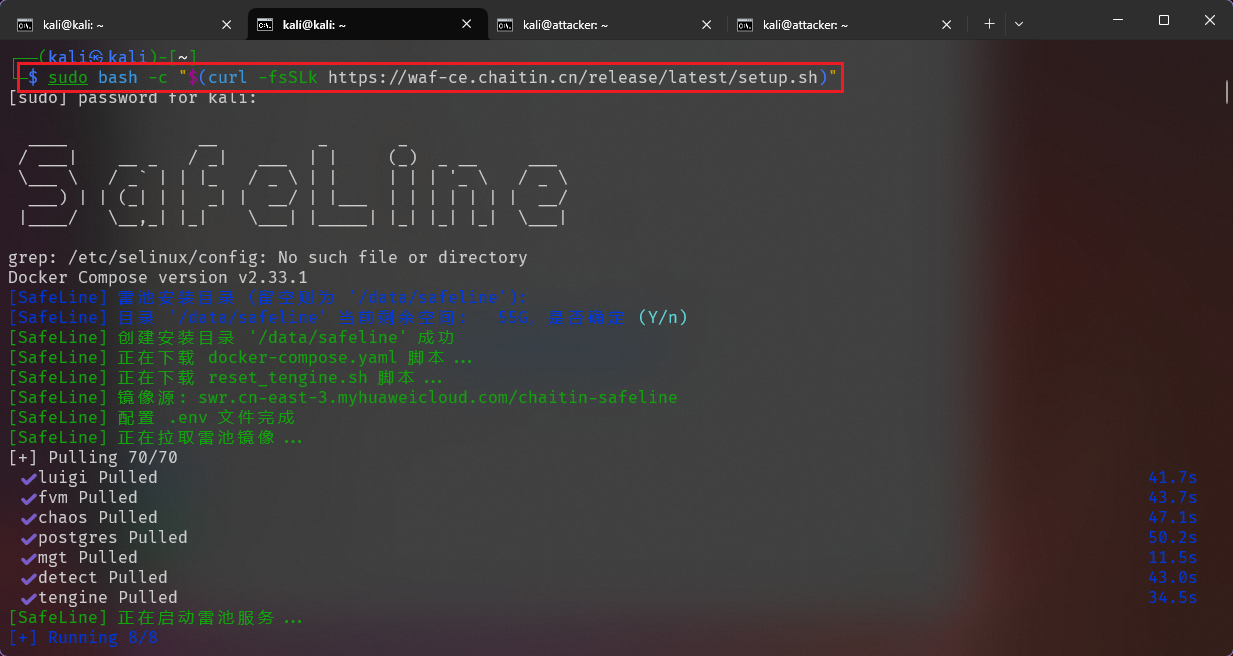 kali@kali: ~
kali@kali: ~
kali@attacker: ~
kali@attacker: ~
┌──(kali㉿kali)-[~]
└─$ sudo bash -c "$(curl -fsSLk https://waf-ce.chaitin.cn/release/latest/setup.sh)"
[sudo] password for kali:
SafeLine
grep: /etc/selinux/config: No such file or directory
Docker Compose version v2.33.1
[SafeLine] 雷池安装目录 (留空则为 '/data/safeline'):
[SafeLine] 目录 '/data/safeline' 当前剩余空间: 55G 是否确定 (Y/n)
[SafeLine] 创建安装目录 '/data/safeline' 成功
[SafeLine] 正在下载 docker-compose.yaml 脚本 ...
[SafeLine] 正在下载 reset_tengine.sh 脚本 ...
[SafeLine] 镜像源: swr.cn-east-3.myhuaweicloud.com/chaitin-safeline
[SafeLine] 配置 .env 文件完成
[SafeLine] 正在拉取雷池镜像 ...
[+] Pulling 70/70
✔luigi Pulled 41.7s
✔fvm Pulled 43.7s
✔chaos Pulled 47.1s
✔postgres Pulled 50.2s
✔mgt Pulled 11.5s
✔detect Pulled 43.0s
✔tengine Pulled 34.5s
[SafeLine] 正在启动雷池服务 ...
[+] Running 8/8